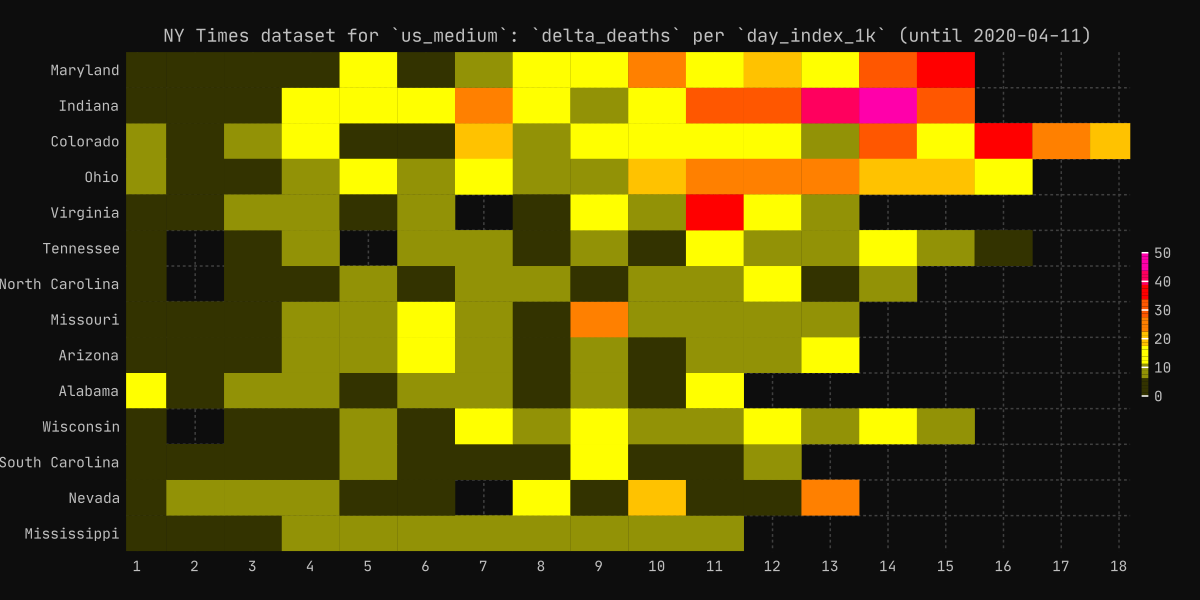 NY Times dataset for `us_medium`: `delta_deaths` per `day_index_1k` (until 2020-04-11)
Maryland
Indiana
Colorado
Ohio
Virginia
Tennessee
North Carolina
Missouri
Arizona
Alabama
Wisconsin
South Carolina
Nevada
Mississippi
1 2 3 4 5 6 7 8 9 10 11 12 13 14 15 16 17 18
50
40
30
20
10
0